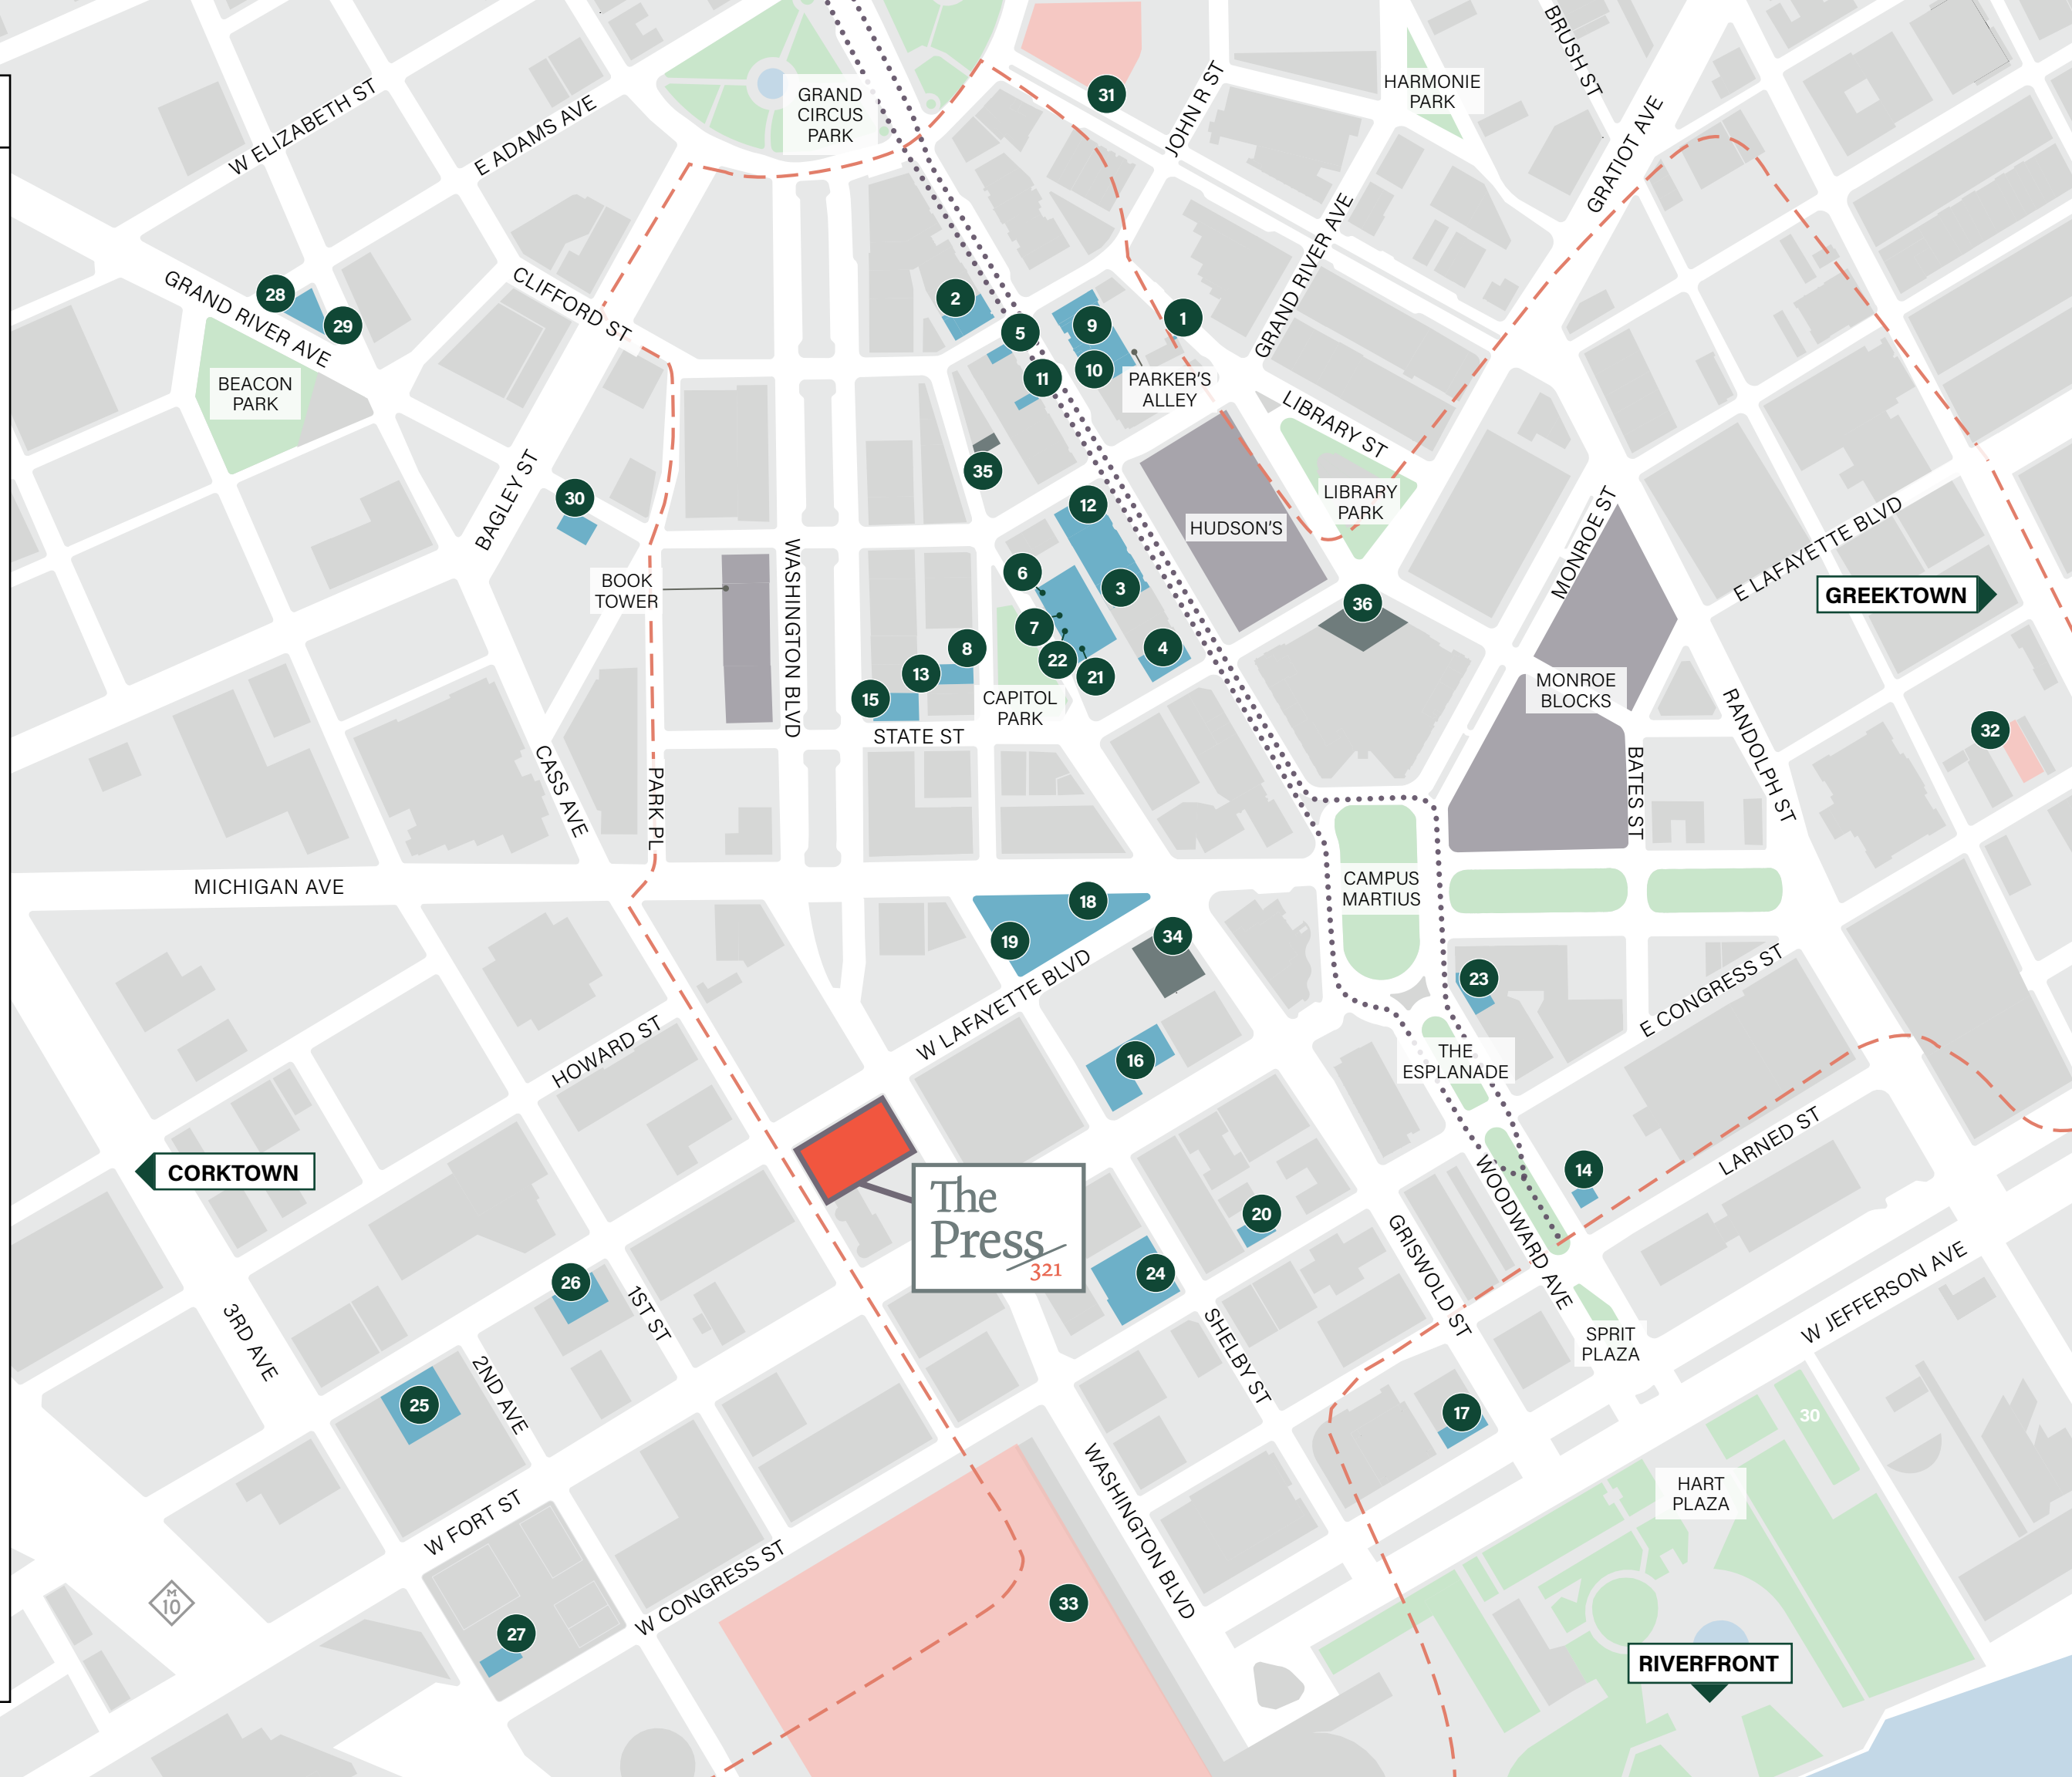 GRAND
CIRCUS
PARK
31
JOHN R ST
HARMONIE
PARK
BRUSH ST
GRATIOT AVE
W ELIZABETH ST
E ADAMS AVE
28
29
GRAND RIVER AVE
BEACON
PARK
CLIFFORD ST
2
5
9
1
10
11
PARKER'S
ALLEY
GRAND RIVER AVE
LIBRARY ST
LIBRARY
PARK
35
30
BAGLEY ST
12
HUDSON'S
MONROE ST
E LAFAYETTE BLVD
GREEKTOWN
BOOK
TOWER
WASHINGTON BLVD
6
3
7
36
22
21
4
8
13
15
CAPITOL
PARK
STATE ST
MONROE
BLOCKS
RANDOLPH ST
BATES ST
32
CASS AVE
PARK PL
MICHIGAN AVE
18
19
CAMPUS
MARTIUS
34
23
W LAFAYETTE BLVD
E CONGRESS ST
HOWARD ST
16
THE
ESPLANADE
LARNED ST
CORKTOWN
14
The
Press
321
20
24
WOODWARD AVE
GRISWOLD ST
W JEFFERSON AVE
SPRIT
PLAZA
26
1ST ST
3RD AVE
SHELBY ST
25
2ND AVE
17
30
HART
PLAZA
W FORT ST
WASHINGTON BLVD
W CONGRESS ST
M
10
33
27
RIVERFRONT